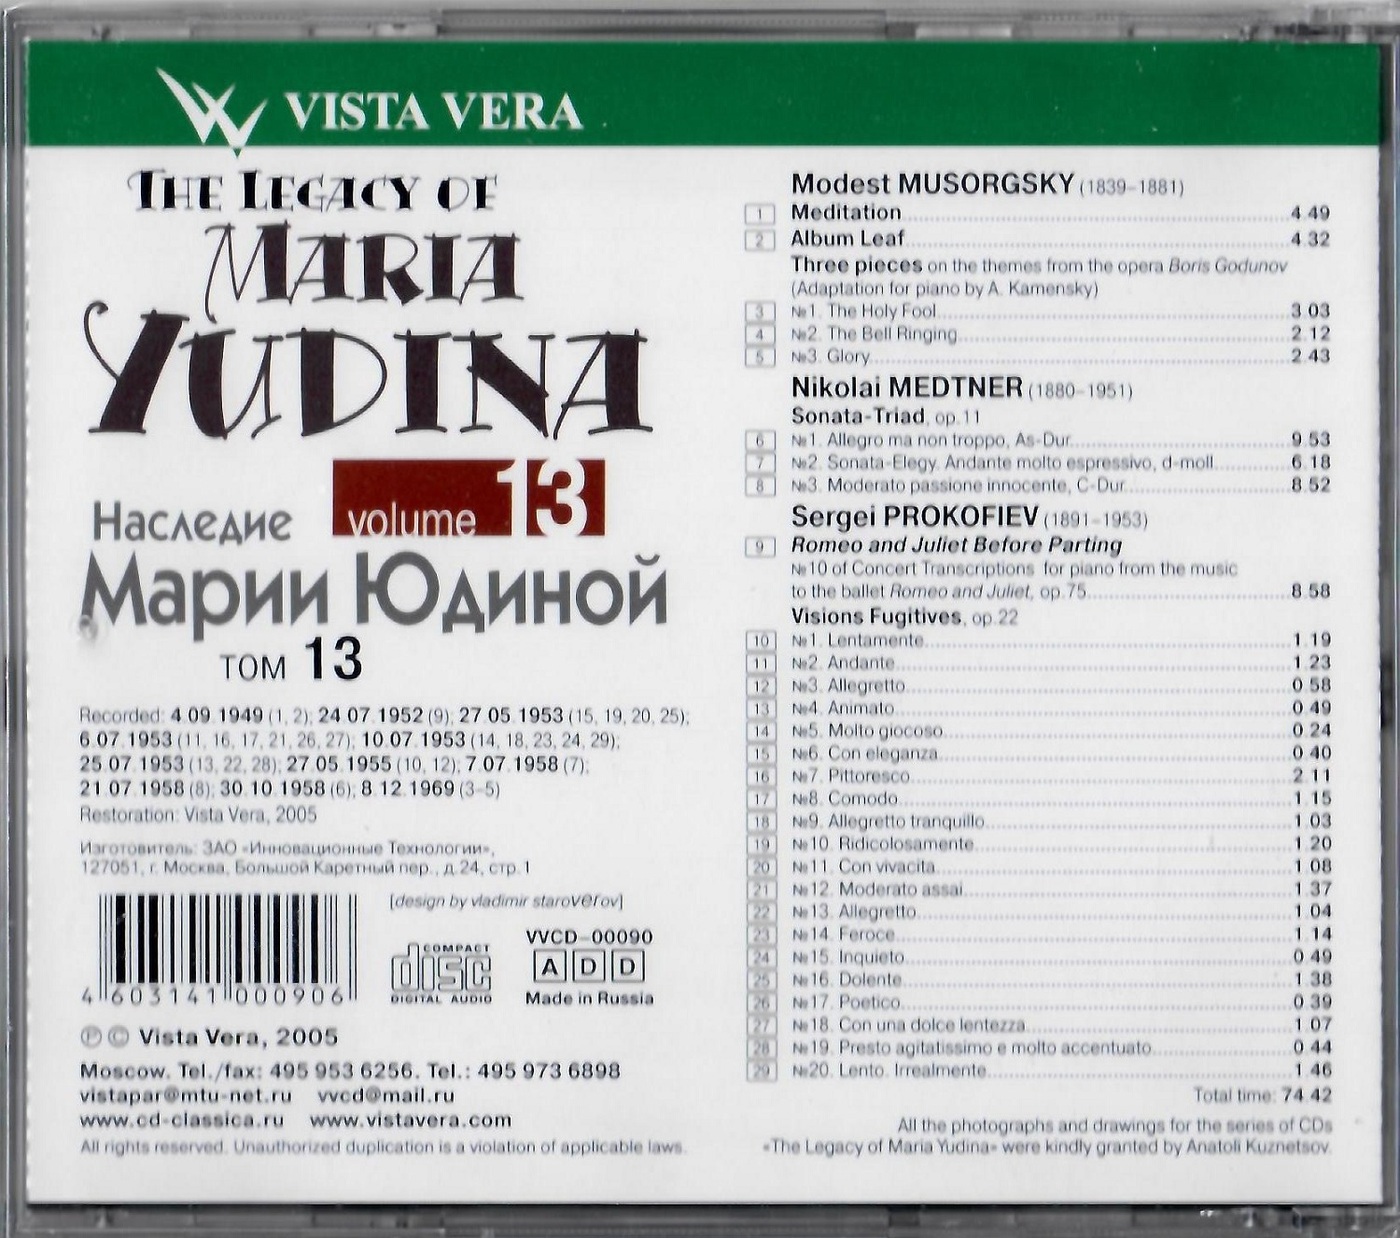 VISTA VERA
THE LEGACY OF
MARIA
YUDINA
volume 13
Наследие
Марии Юдиной
ТОМ 13
Recorded: 4.09.1949 (1, 2); 24.07.1952 (9); 27.05.1953 (15, 19, 20, 25);
6.07.1953 (11, 16, 17, 21, 26, 27); 10.07.1953 (14, 18, 23, 24, 29);
25.07.1953 (13, 22, 28); 27.05.1955 (10, 12); 7.07.1958 (7);
21.07.1958 (8); 30.10.1958 (6); 8.12.1969 (3–5)
Restoration: Vista Vera, 2005
Изготовитель: ЗАО «Инновационные Технологии»,
127051, г. Москва, Большой Каретный пер., д.24, стр.1
[design by vladimir staroverov]
COMPACT
disc
DIGITAL AUDIO
VVCD-00090
A D D
Made in Russia
4 603141 000906
℗ © Vista Vera, 2005
Moscow. Tel./fax: 495 953 6256. Tel.: 495 973 6898
vistapar@mtu-net.ru vvcd@mail.ru
www.cd-classica.ru www.vistavera.com
All rights reserved. Unauthorized duplication is a violation of applicable laws.
Modest MUSORGSKY (1839–1881)
1 Meditation 4.49
2 Album Leaf 4.32
Three pieces on the themes from the opera Boris Godunov
(Adaptation for piano by A. Kamensky)
3 №1. The Holy Fool 3.03
4 №2. The Bell Ringing 2.12
5 №3. Glory 2.43
Nikolai MEDTNER (1880–1951)
Sonata-Triad, op.11
6 №1. Allegro ma non troppo, As-Dur 9.53
7 №2. Sonata-Elegy. Andante molto espressivo, d-moll 6.18
8 №3. Moderato passione innocente, C-Dur 8.52
Sergei PROKOFIEV (1891–1953)
9 Romeo and Juliet Before Parting
№10 of Concert Transcriptions for piano from the music
to the ballet Romeo and Juliet, op.75 8.58
Visions Fugitives, op.22
10 №1. Lentamente 1.19
11 №2. Andante 1.23
12 №3. Allegretto 0.58
13 №4. Animato 0.49
14 №5. Molto giocoso 0.24
15 №6. Con eleganza 0.40
16 №7. Pittoresco 2.11
17 №8. Comodo 1.15
18 №9. Allegretto tranquillo 1.03
19 №10. Ridicolosamente 1.20
20 №11. Con vivacita 1.08
21 №12. Moderato assai 1.37
22 №13. Allegretto 1.04
23 №14. Feroce 1.14
24 №15. Inquieto 0.49
25 №16. Dolente 1.38
26 №17. Poetico 0.39
27 №18. Con una dolce lentezza 1.07
28 №19. Presto agitatissimo e molto accentuato 0.44
29 №20. Lento. Irrealmente 1.46
Total time: 74.42
All the photographs and drawings for the series of CDs
«The Legacy of Maria Yudina» were kindly granted by Anatoli Kuznetsov.